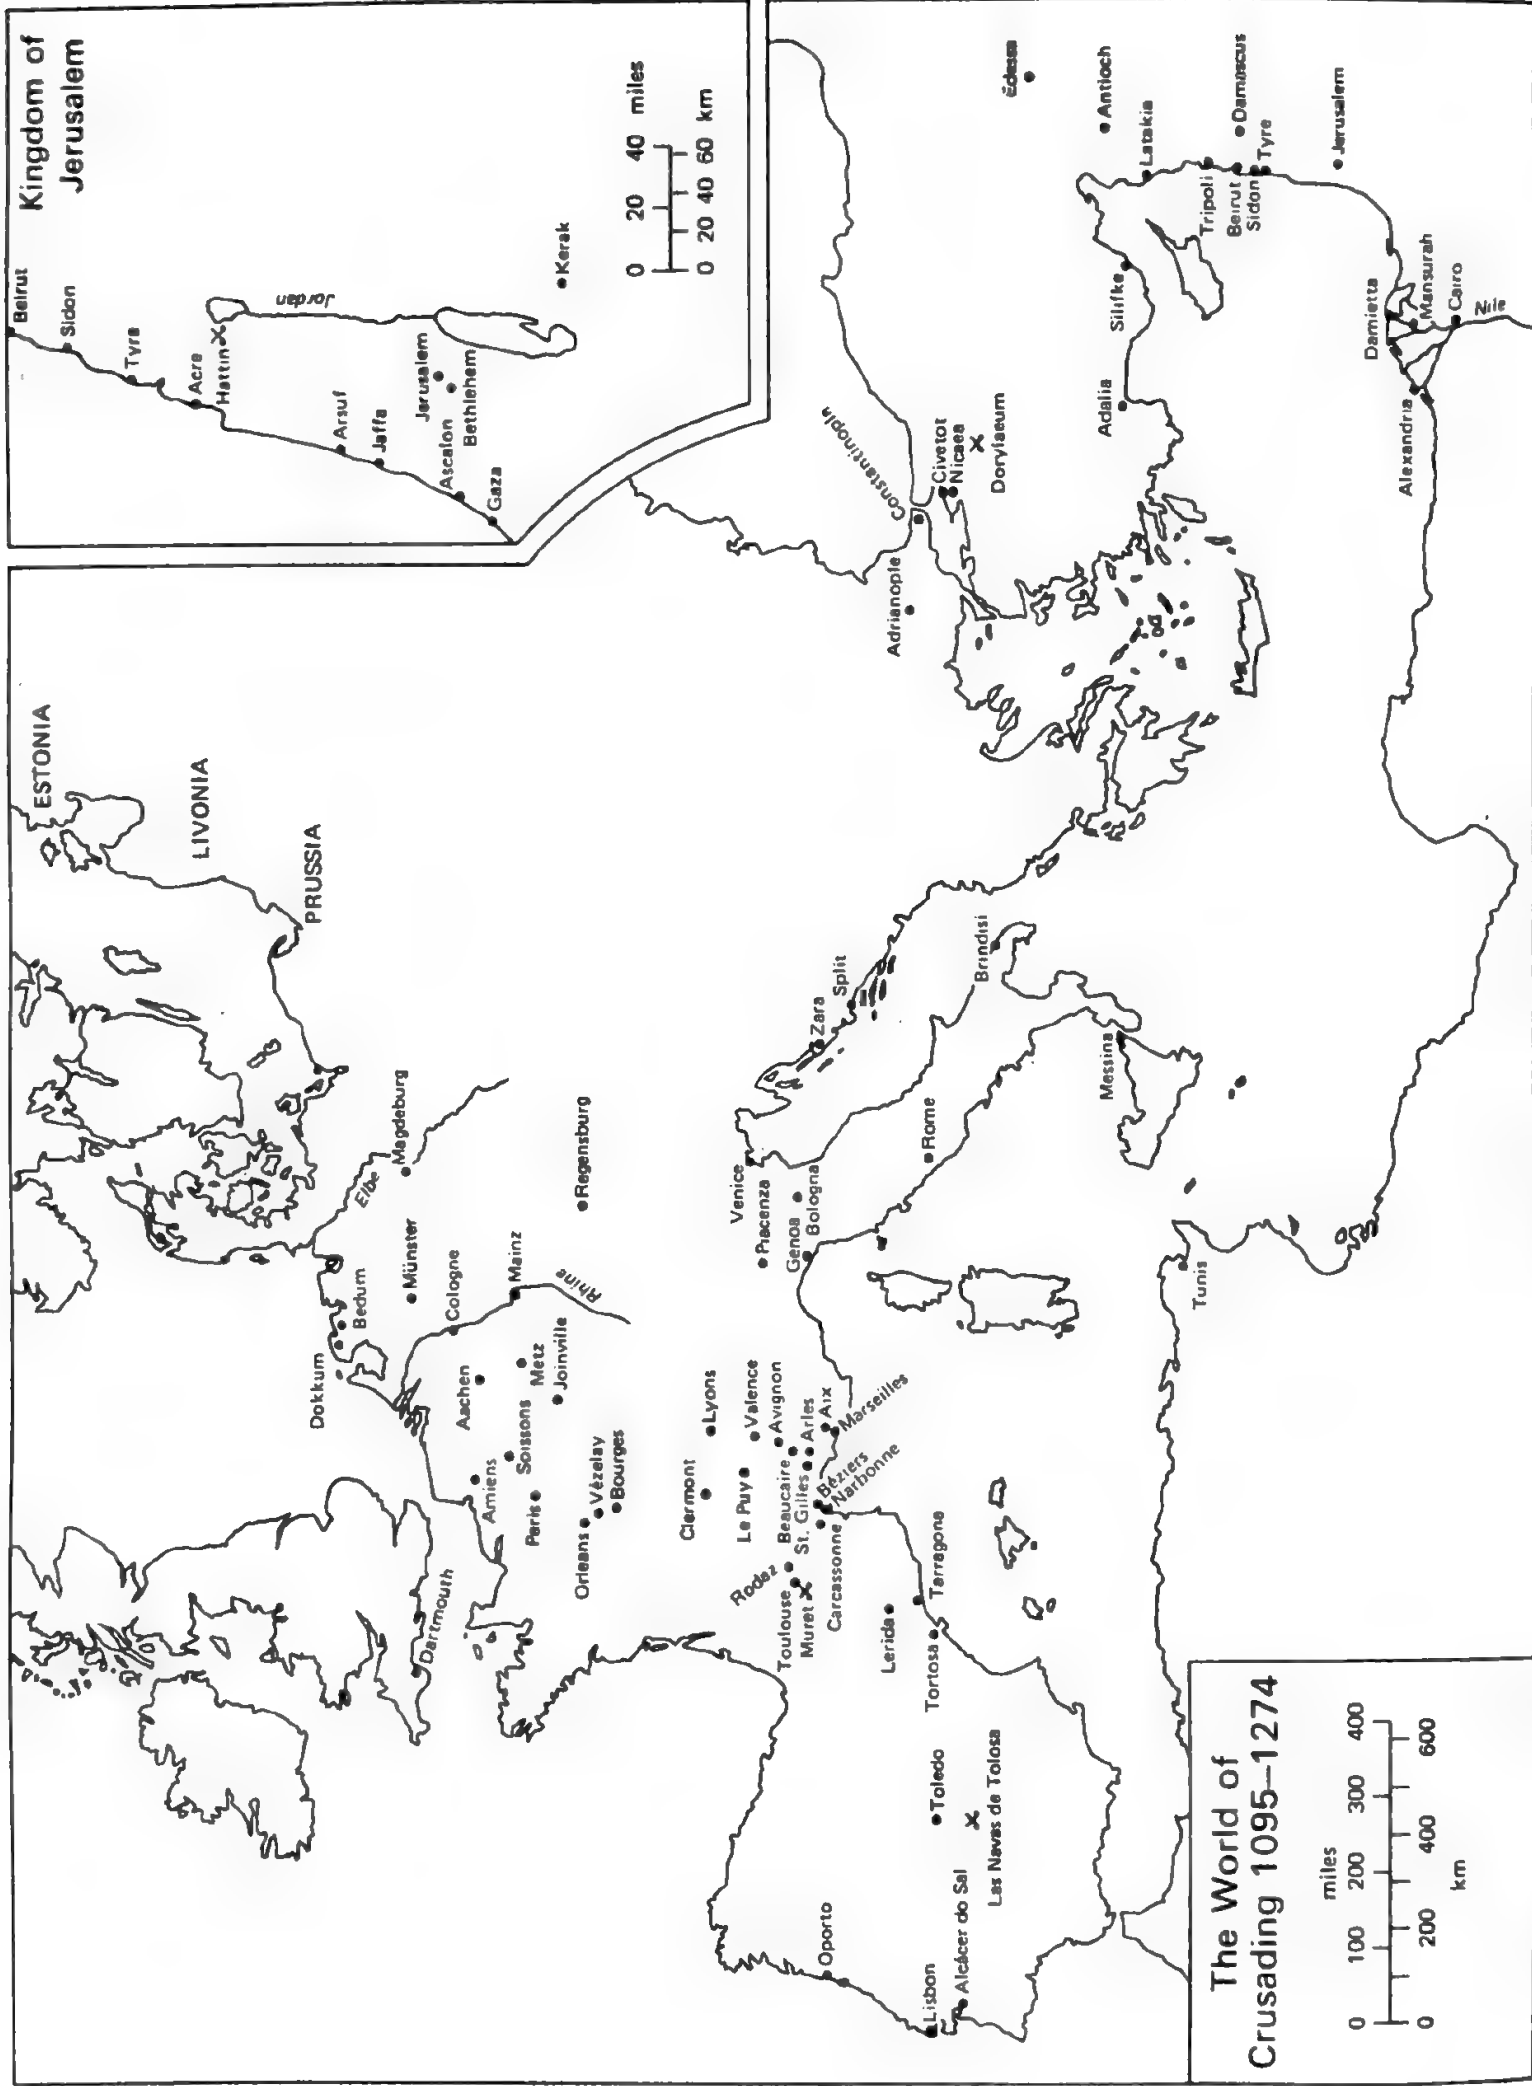 The World of
Crusading 1095–1274
miles
0 100 200 300 400
0 200 400 600
km
Kingdom of
Jerusalem
Beirut
Sidon
Tyre
Acre
Hattin
Jordan
Arsuf
Jaffa
Jerusalem
Ascalon
Bethlehem
Gaza
Kerak
0 20 40 miles
0 20 40 60 km
ESTONIA
LIVONIA
PRUSSIA
Elbe
Magdeburg
Dokkum
Bedum
Münster
Cologne
Mainz
Rhine
Regensburg
Aachen
Metz
Joinville
Dartmouth
Amiens
Soissons
Paris
Orleans
Vézelay
Bourges
Clermont
Lyons
Le Puy
Valence
Avignon
Beaucaire
St. Gilles
Arles
Aix
Marseilles
Béziers
Narbonne
Rodaz
Toulouse
Muret
Carcassonne
Venice
Piacenza
Genoa
Bologna
Zara
Split
Rome
Brindisi
Messina
Tunis
Lerida
Tarragona
Tortosa
Toledo
Las Navas de Tolosa
Oporto
Lisbon
Alcácer do Sal
Adrianople
Constantinople
Civetot
Nicaea
Dorylaeum
Adalia
Silifke
Edessa
Antioch
Latakia
Tripoli
Beirut
Sidon
Damascus
Tyre
Jerusalem
Damietta
Mansurah
Cairo
Nile
Alexandria